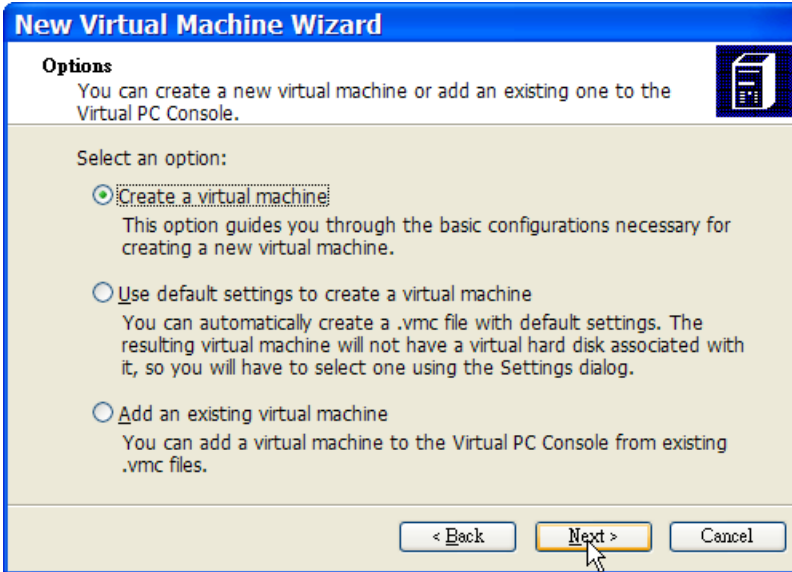 New Virtual Machine Wizard
Options
You can create a new virtual machine or add an existing one to the
Virtual PC Console.
Select an option:
Create a virtual machine
This option guides you through the basic configurations necessary for
creating a new virtual machine.
Use default settings to create a virtual machine
You can automatically create a .vmc file with default settings. The
resulting virtual machine will not have a virtual hard disk associated with
it, so you will have to select one using the Settings dialog.
Add an existing virtual machine
You can add a virtual machine to the Virtual PC Console from existing
.vmc files.
< Back Next > Cancel